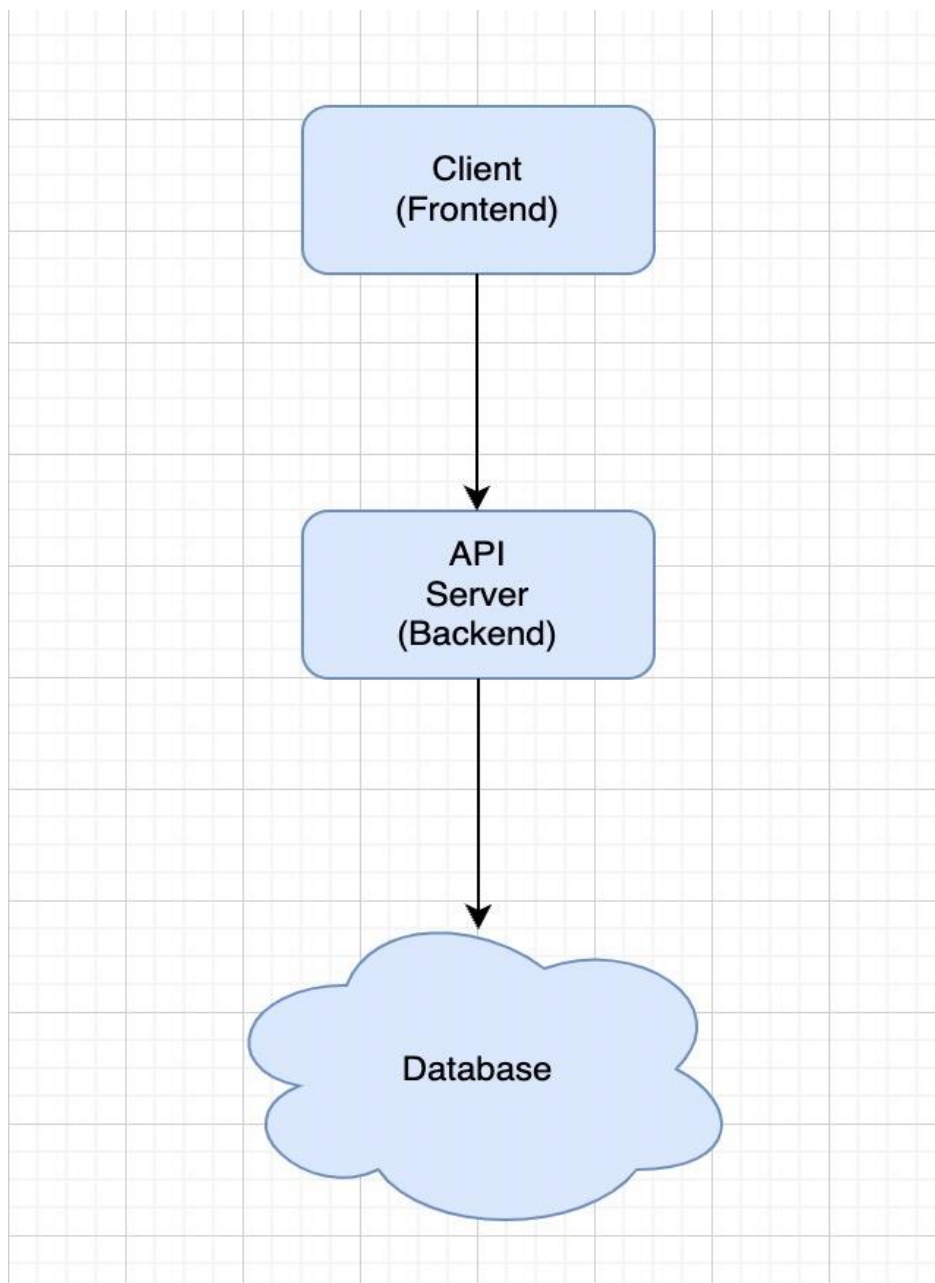 Client
(Frontend)
API
Server
(Backend)
Database